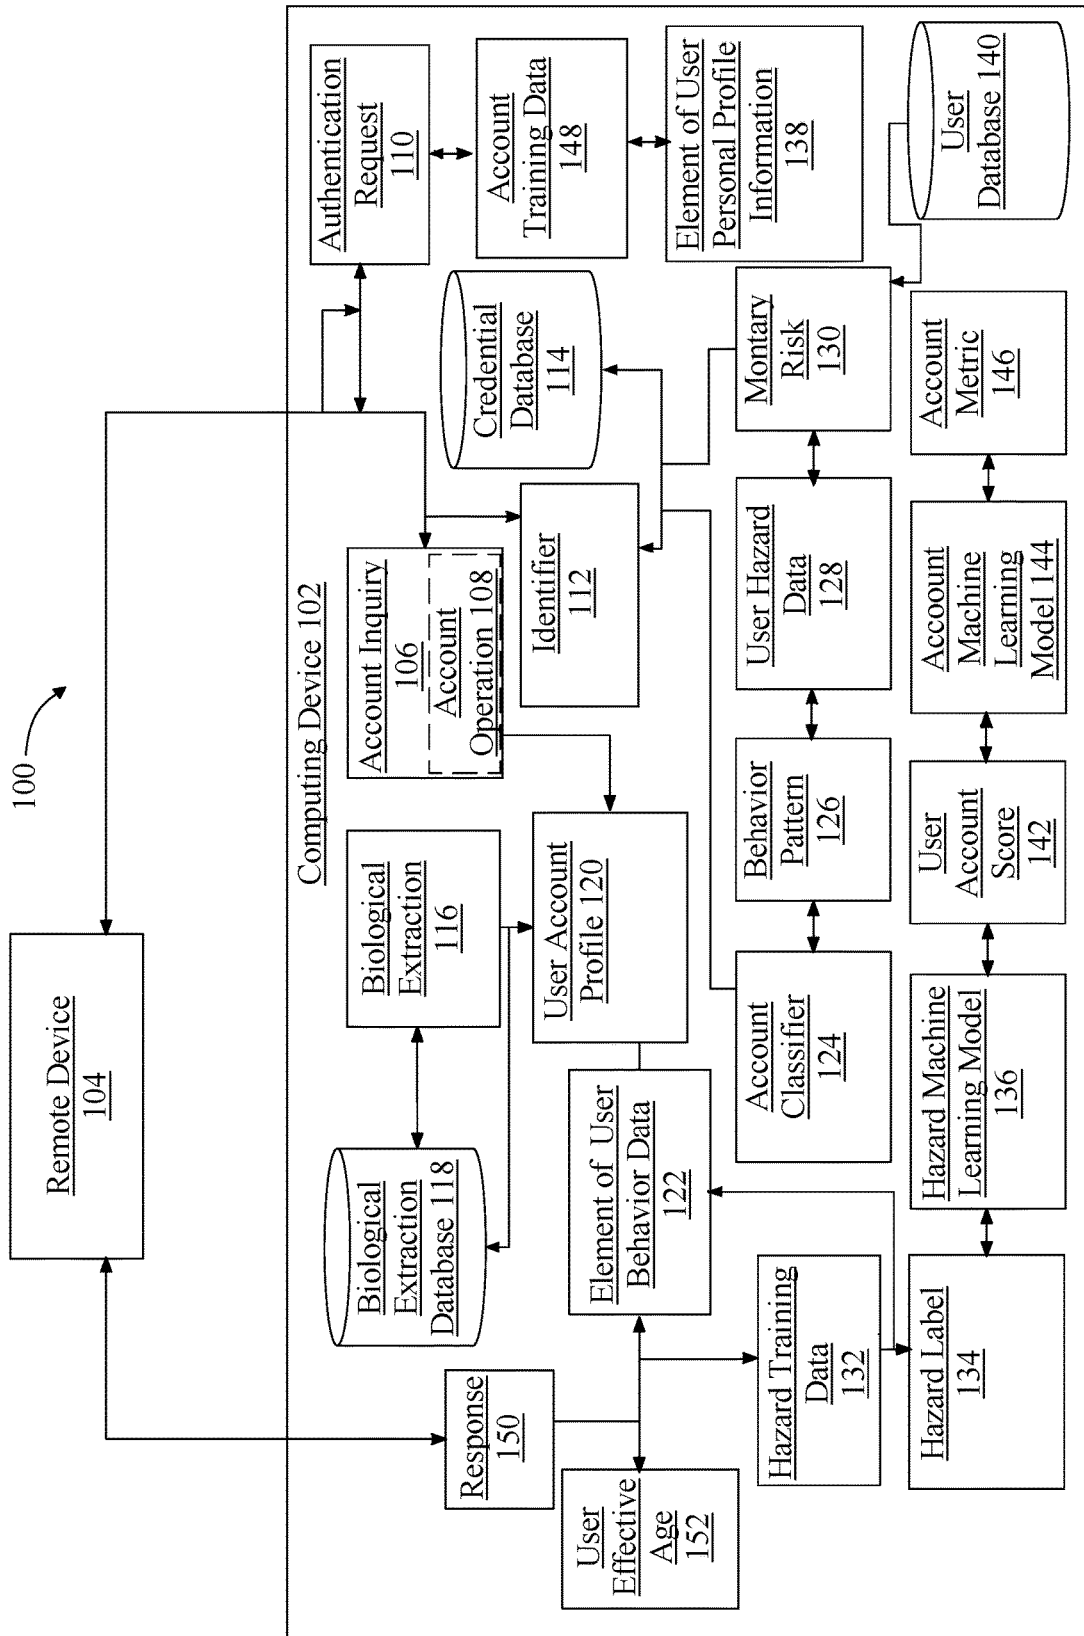 100
Remote Device
104
Computing Device 102
Response
150
Biological
Extraction
Database 118
Biological
Extraction
116
Account Inquiry
106
Account
Operation 108
Authentication
Request
110
User
Effective
Age
152
Element of User
Behavior Data
122
User Account
Profile 120
Identifier
112
Credential
Database
114
Account
Training Data
148
Hazard Training
Data
132
Account
Classifier
124
Behavior
Pattern
126
User Hazard
Data
128
Montary
Risk
130
Element of User
Personal Profile
Information
138
Hazard Label
134
Hazard Machine
Learning Model
136
User
Account
Score
142
Accoount
Machine
Learning
Model 144
Account
Metric
146
User
Database 140